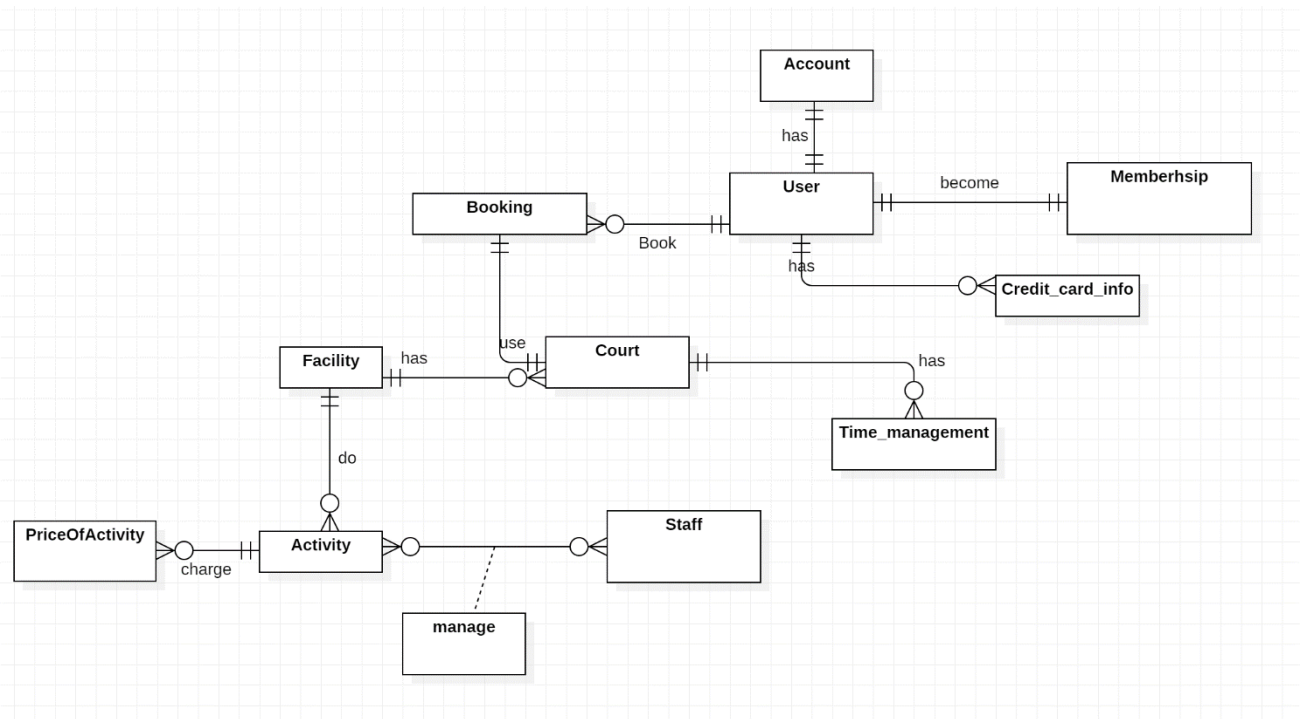 Account
has
User
become
Memberhsip
Booking
Book
has
Credit_card_info
use
Court
Facility
has
has
Time_management
do
PriceOfActivity
charge
Activity
Staff
manage